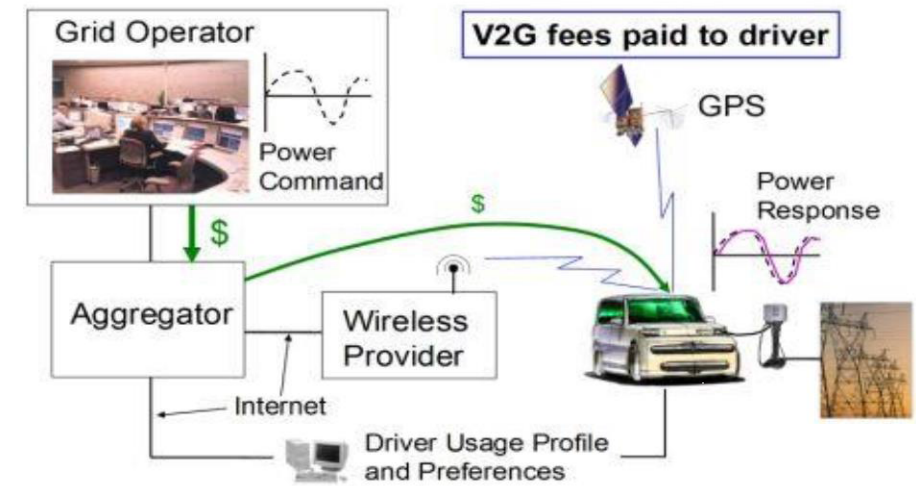 Grid Operator
V2G fees paid to driver
GPS
Power
Command
Power
Response
$
$
Aggregator
Wireless
Provider
Internet
Driver Usage Profile
and Preferences